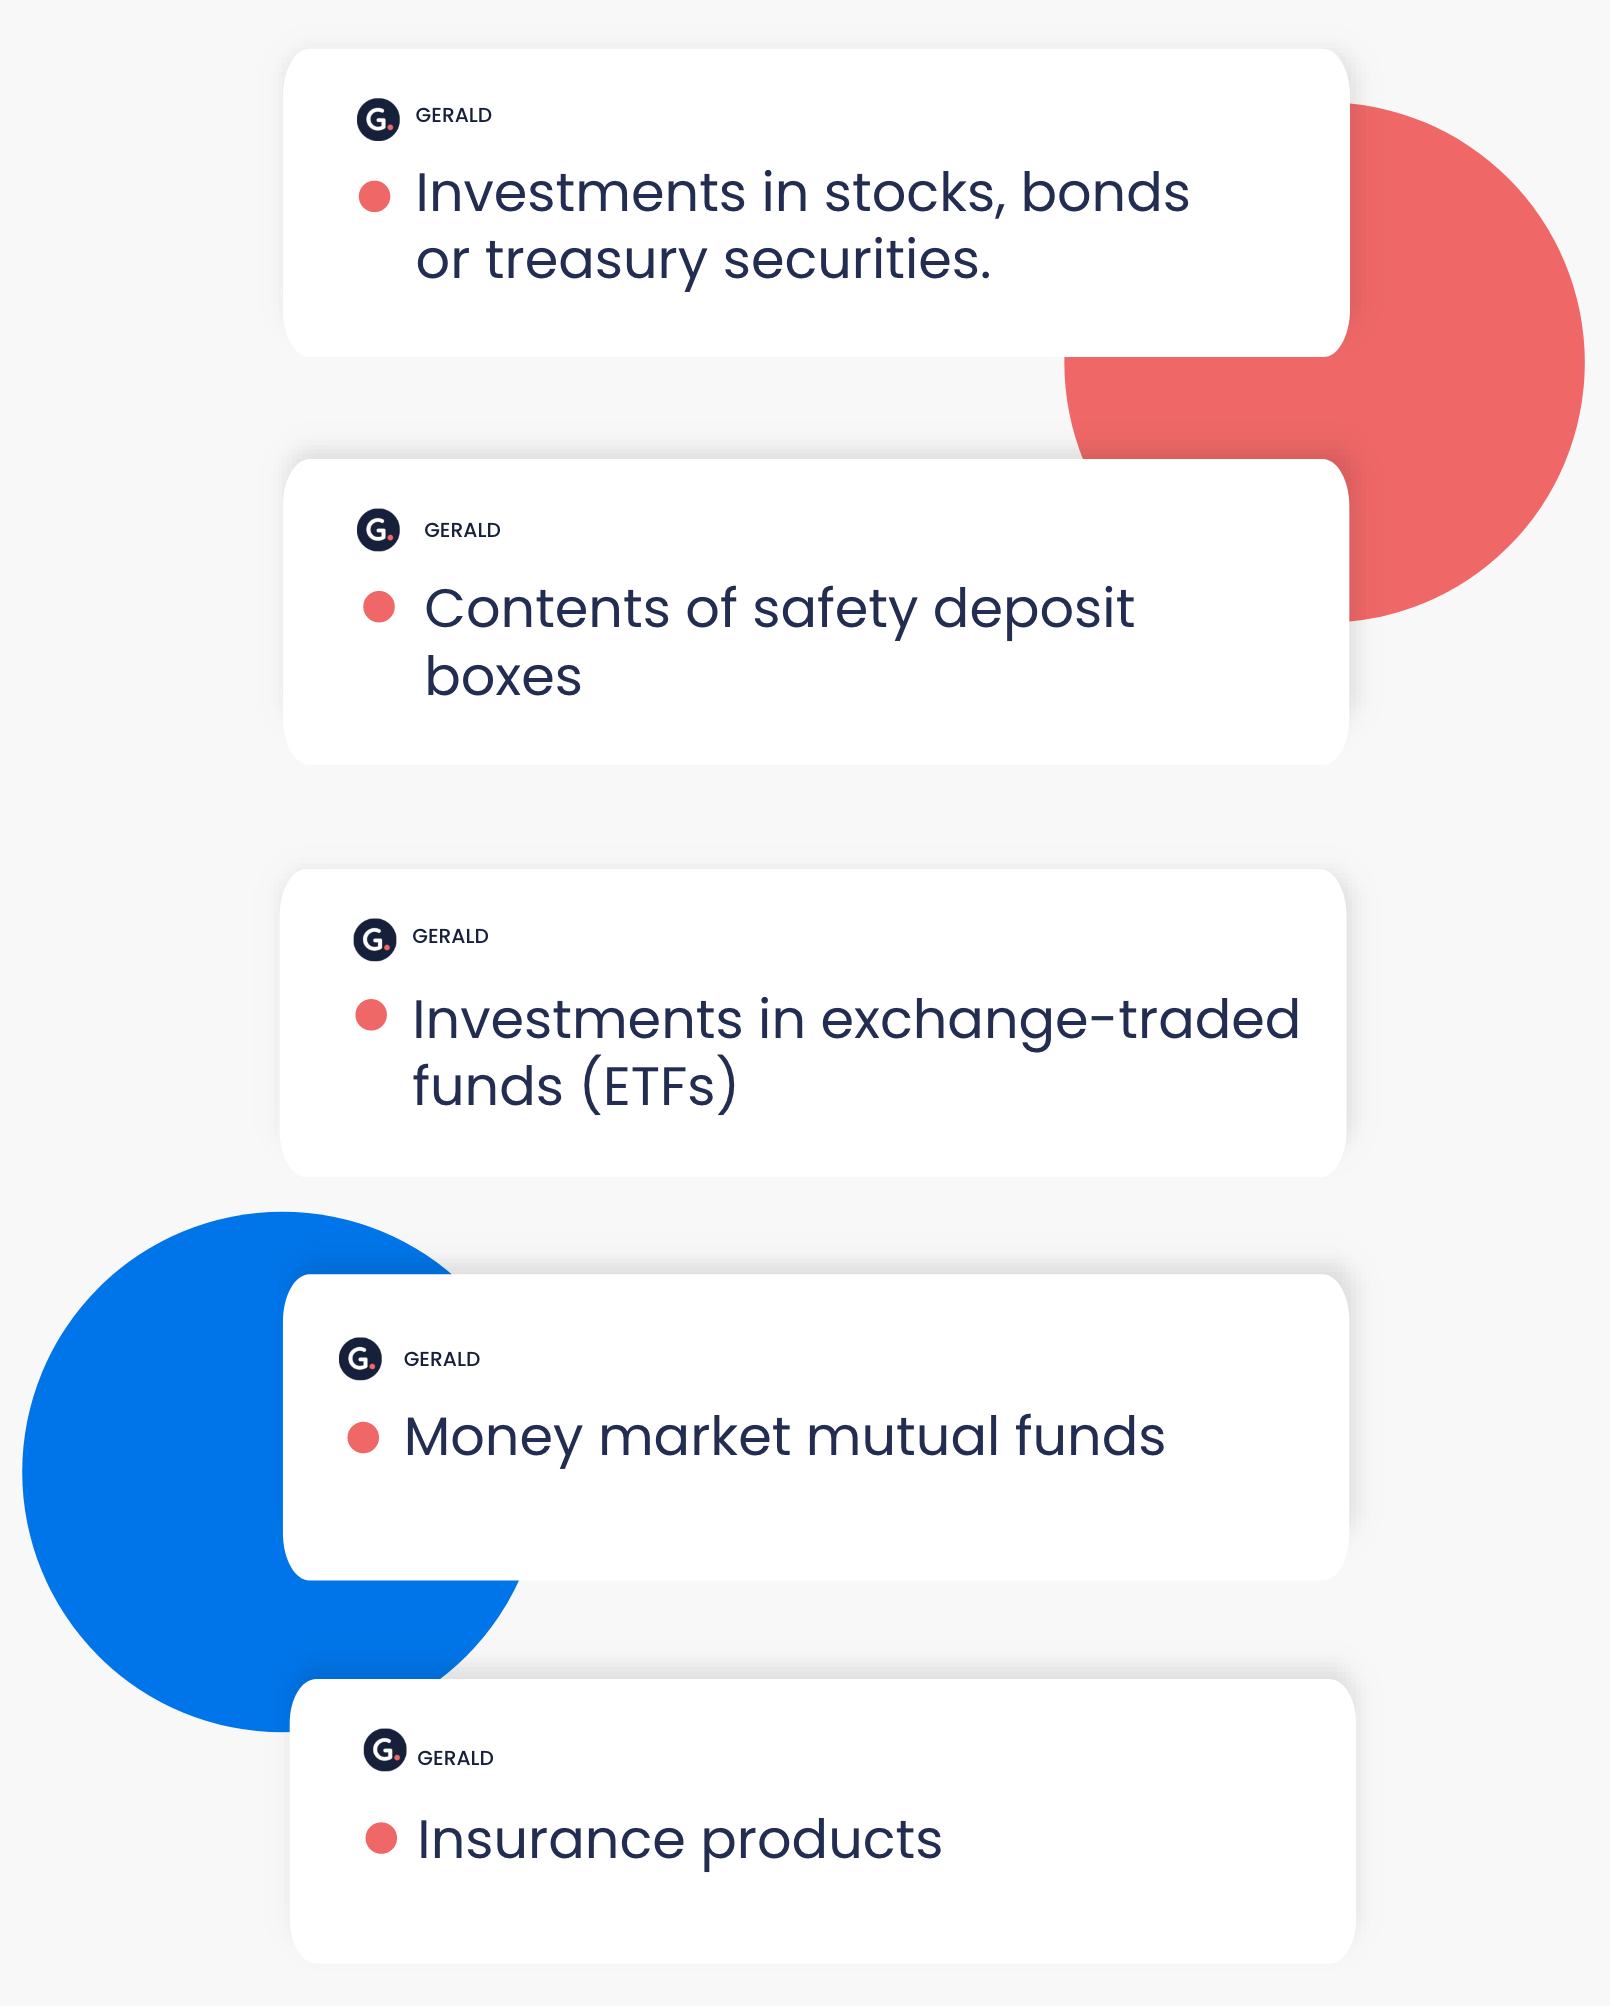 G. GERALD
Investments in stocks, bonds
or treasury securities.
G. GERALD
Contents of safety deposit
boxes
G. GERALD
Investments in exchange-traded
funds (ETFs)
G. GERALD
Money market mutual funds
G. GERALD
Insurance products